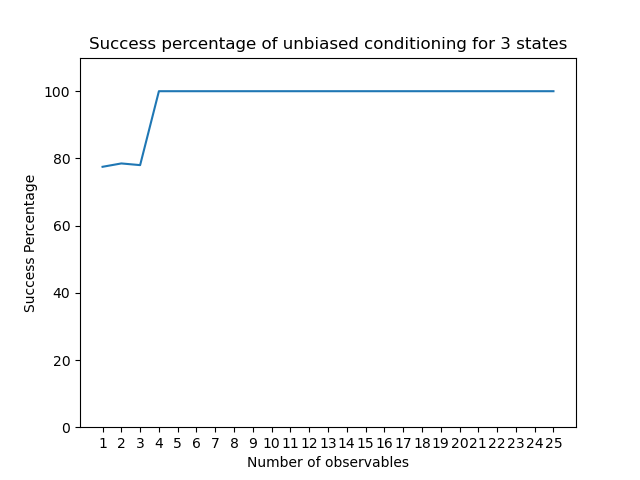 Success percentage of unbiased conditioning for 3 states
100
80
60
40
20
0
Success Percentage
1 2 3 4 5 6 7 8 9 10 11 12 13 14 15 16 17 18 19 20 21 22 23 24 25
Number of observables